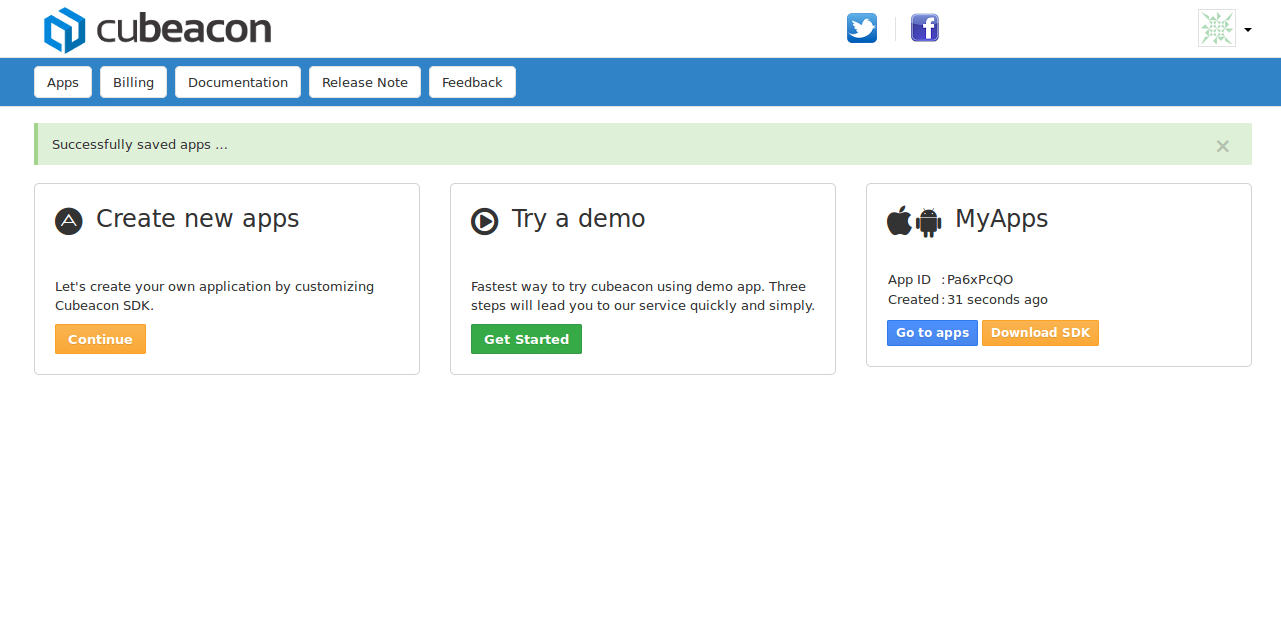 cubeacon
Apps
Billing
Documentation
Release Note
Feedback
Successfully saved apps ...
×
Create new apps
Let's create your own application by customizing
Cubeacon SDK.
Continue
Try a demo
Fastest way to try cubeacon using demo app. Three
steps will lead you to our service quickly and simply.
Get Started
MyApps
App ID : Pa6xPcQO
Created : 31 seconds ago
Go to apps
Download SDK